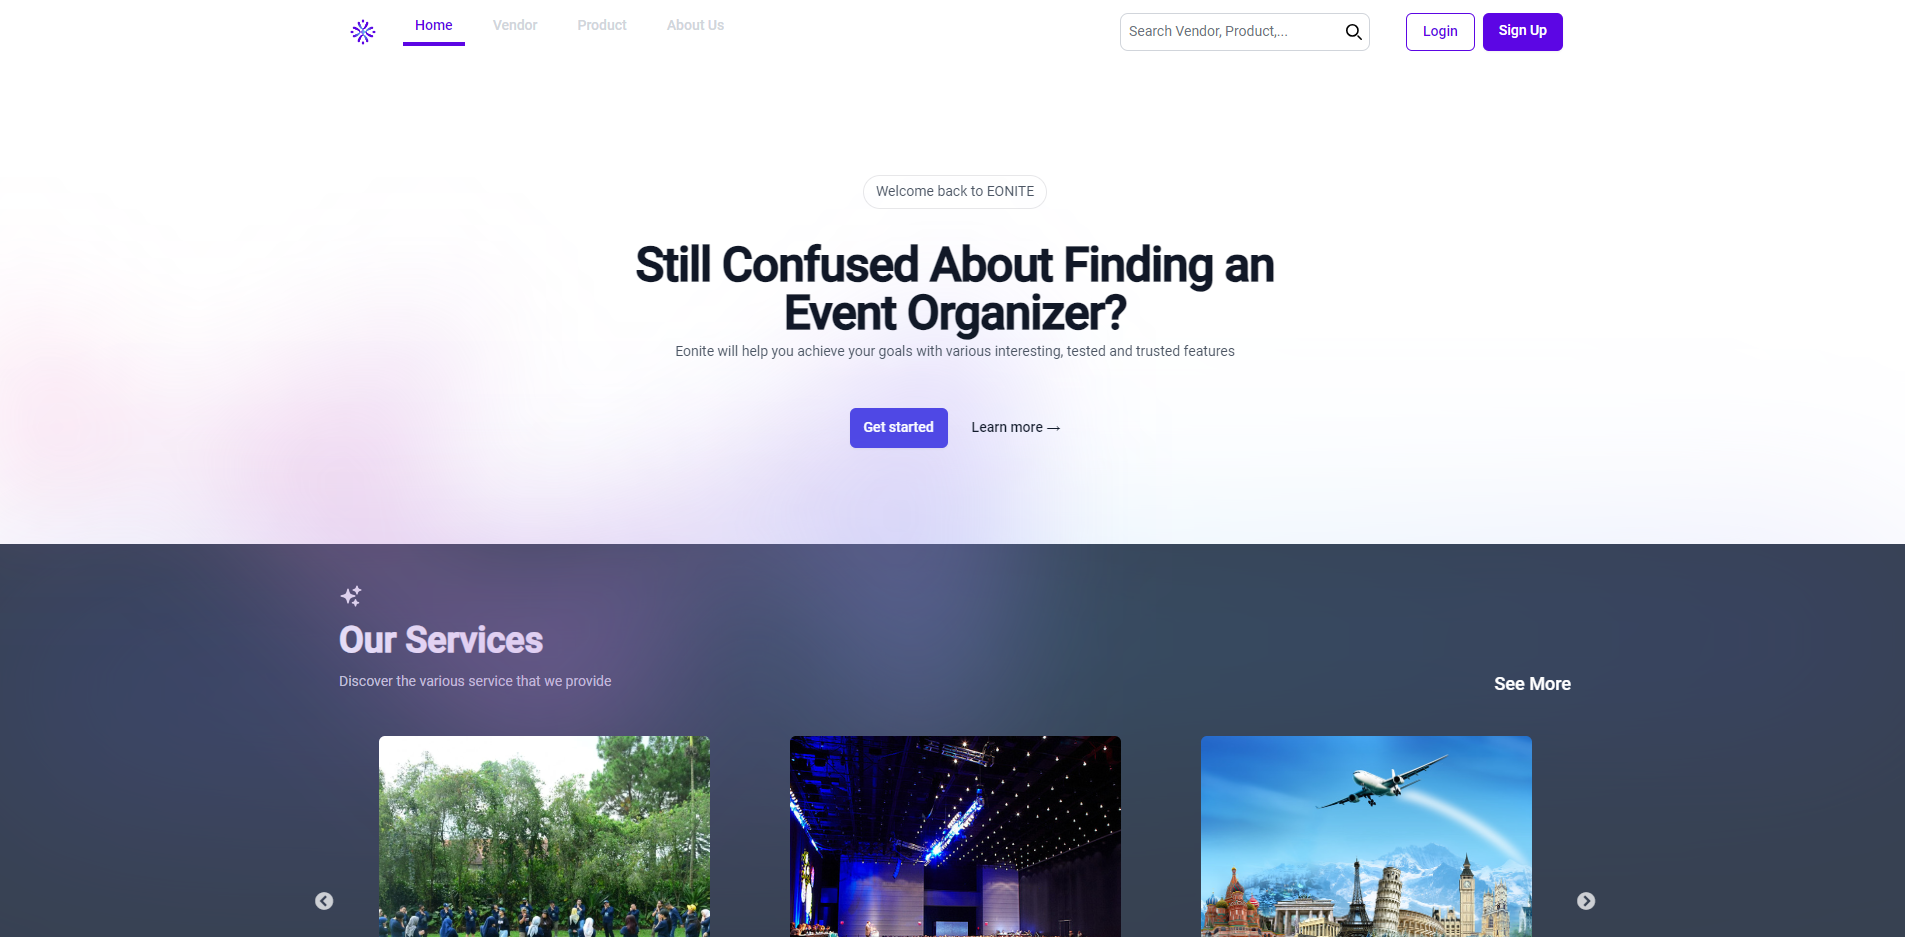 Home
Vendor
Product
About Us
Search Vendor, Product,...
Login
Sign Up
Welcome back to EONITE
Still Confused About Finding an
Event Organizer?
Eonite will help you achieve your goals with various interesting, tested and trusted features
Get started
Learn more →
Our Services
Discover the various service that we provide
See More